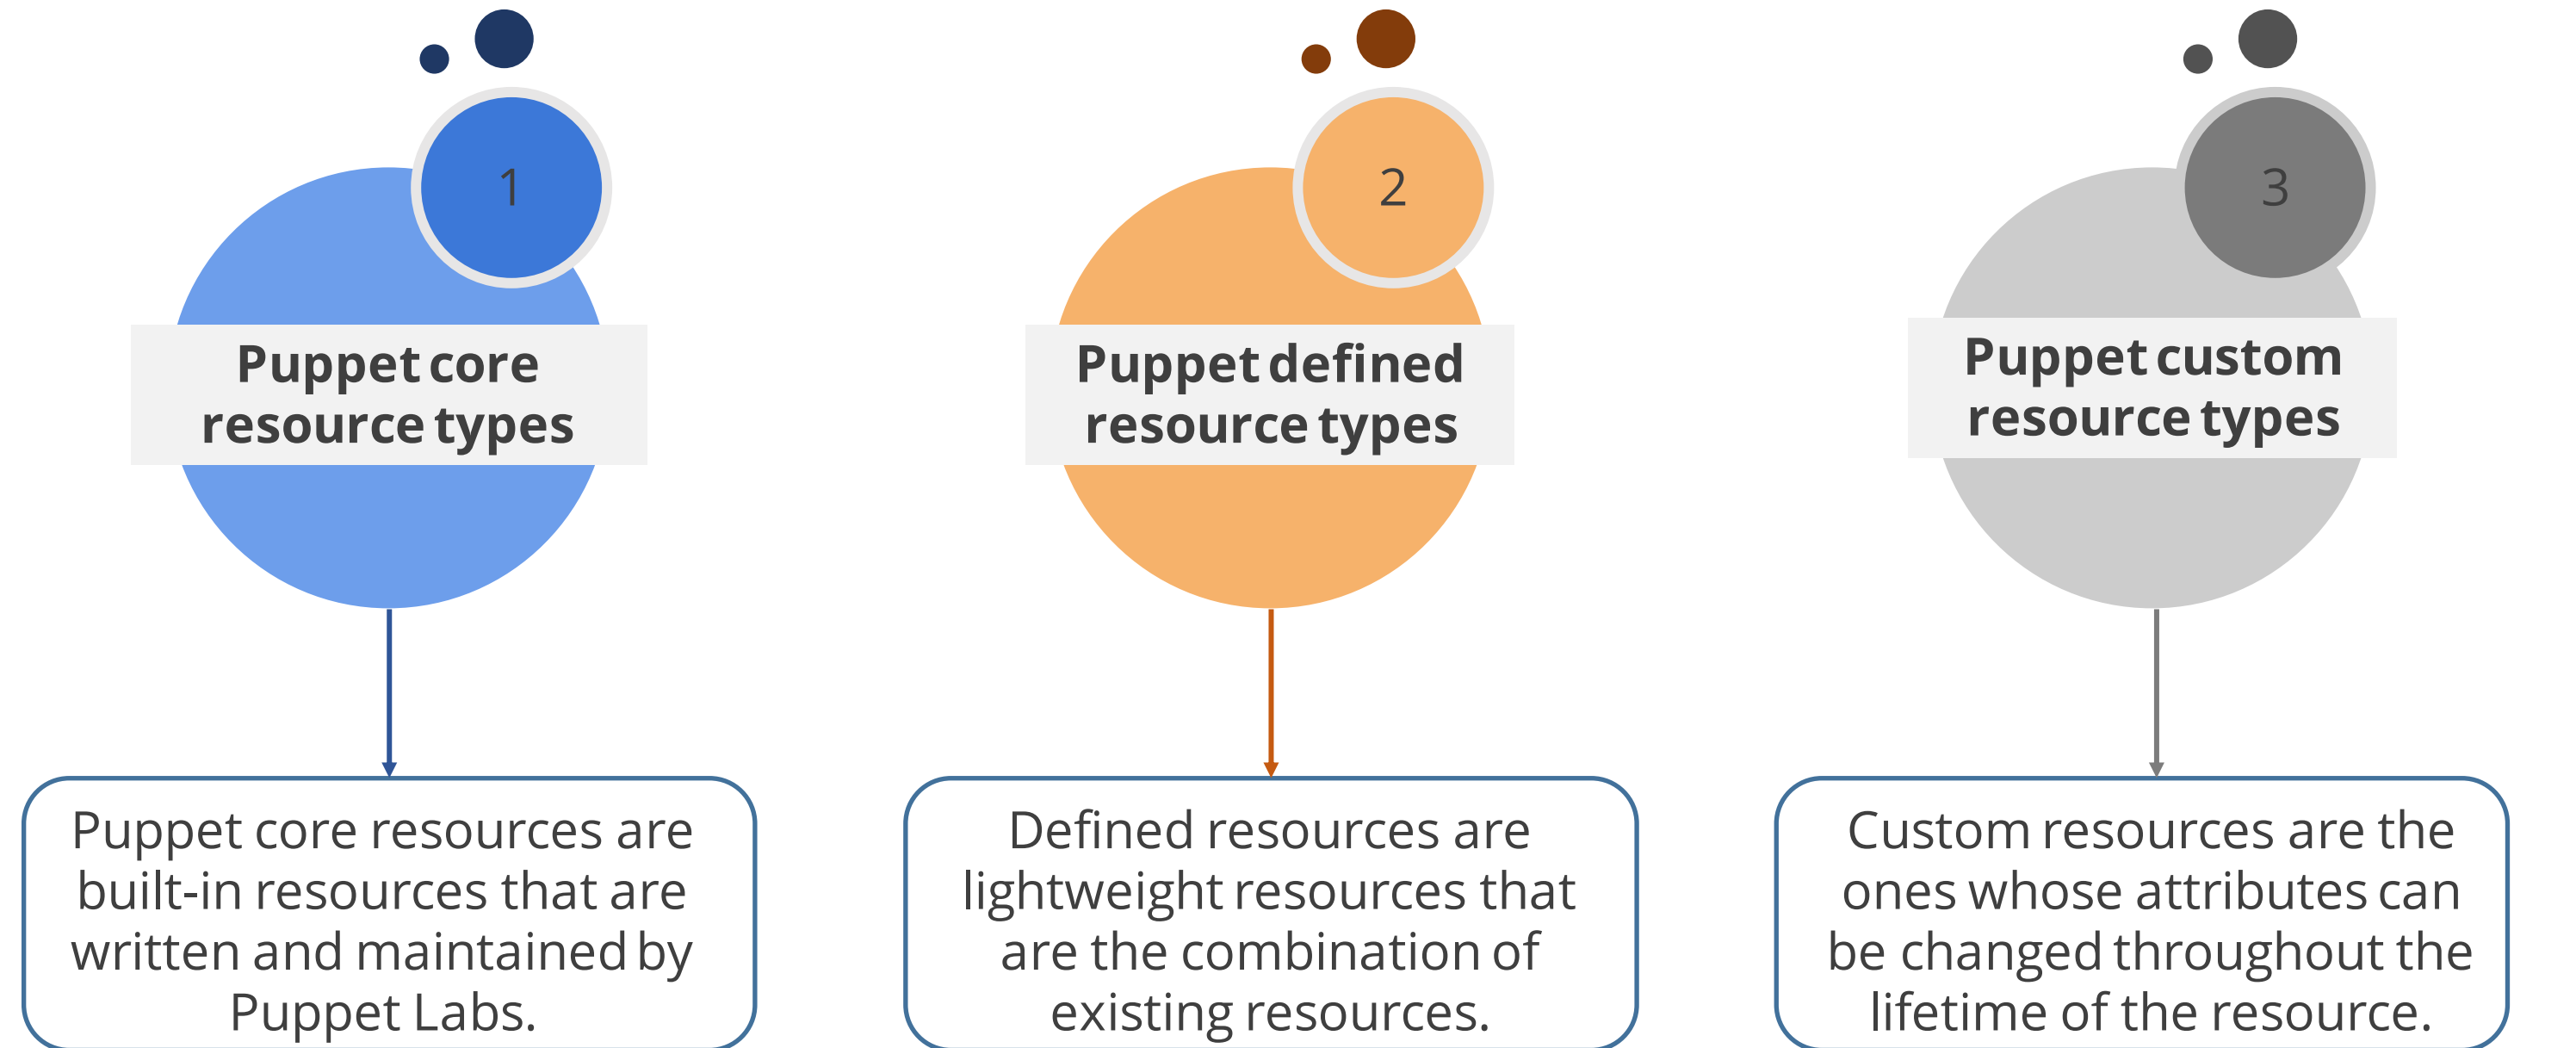 1
Puppet core
resource types
Puppet core resources are
built-in resources that are
written and maintained by
Puppet Labs.
2
Puppet defined
resource types
Defined resources are
lightweight resources that
are the combination of
existing resources.
3
Puppet custom
resource types
Custom resources are the
ones whose attributes can
be changed throughout the
lifetime of the resource.